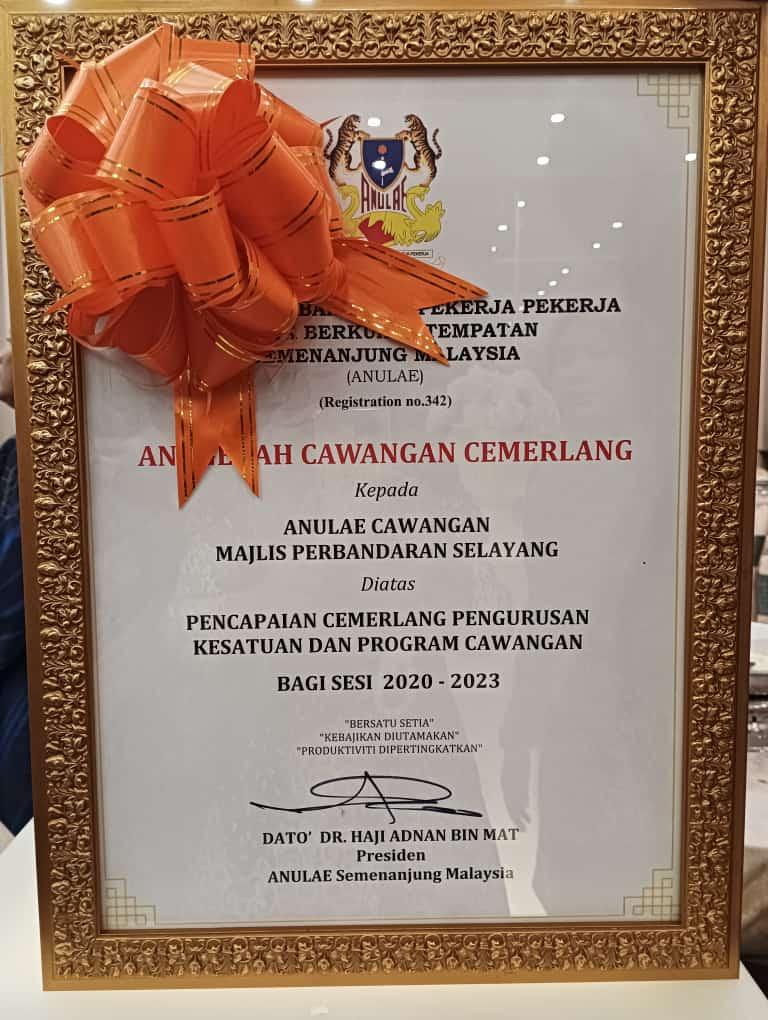 ANULAE
PEKERJA PEKERJA
TEMPATAN
SEMENANJUNG MALAYSIA
(ANULAE)
(Registration no.342)
CAWANGAN CEMERLANG
Kepada
ANULAE CAWANGAN
MAJLIS PERBANDARAN SELAYANG
Diatas
PENCAPAIAN CEMERLANG PENGURUSAN
KESATUAN DAN PROGRAM CAWANGAN
BAGI SESI 2020 - 2023
"BERSATU SETIA"
"KEBAJIKAN DIUTAMAKAN"
"PRODUKTIVITI DIPERTINGKATKAN"
DATO' DR. HAJI ADNAN BIN MAT
Presiden
ANULAE Semenanjung Malaysia